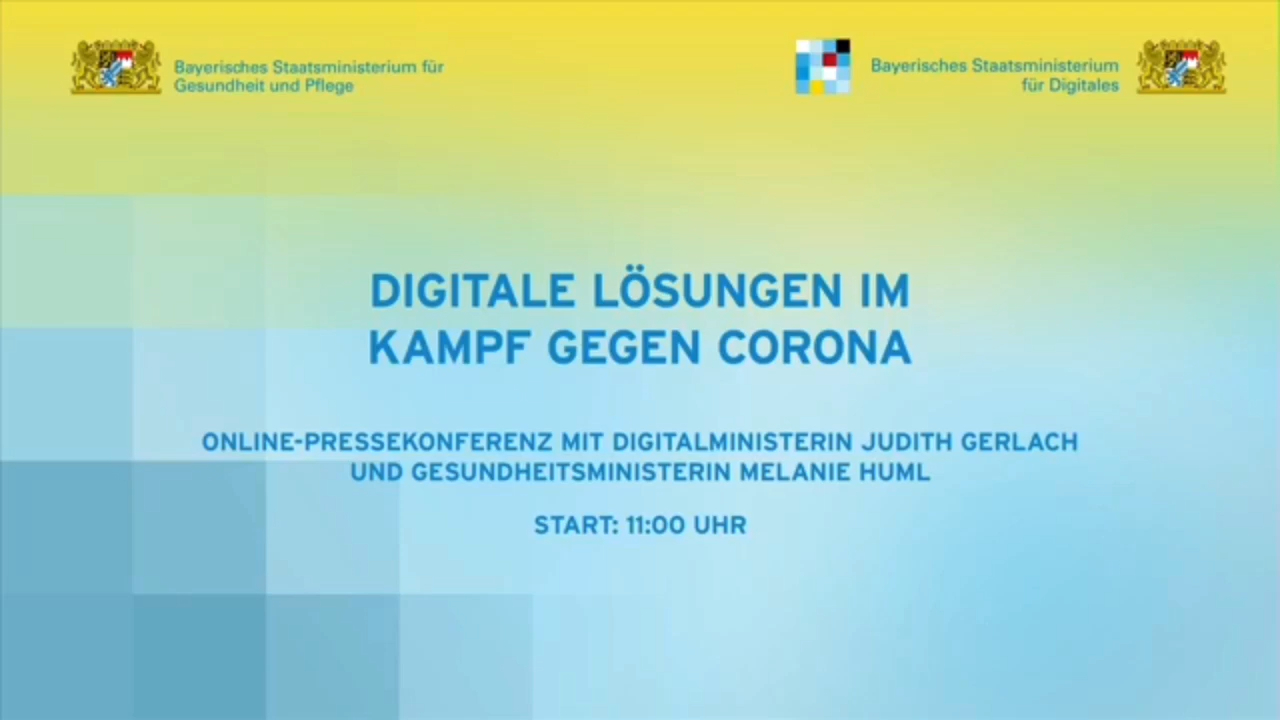 Bayerisches Staatsministerium für
Gesundheit und Pflege
Bayerisches Staatsministerium
für Digitales
DIGITALE LÖSUNGEN IM
KAMPF GEGEN CORONA
ONLINE-PRESSEKONFERENZ MIT DIGITALMINISTERIN JUDITH GERLACH
UND GESUNDHEITSMINISTERIN MELANIE HUML
START: 11:00 UHR